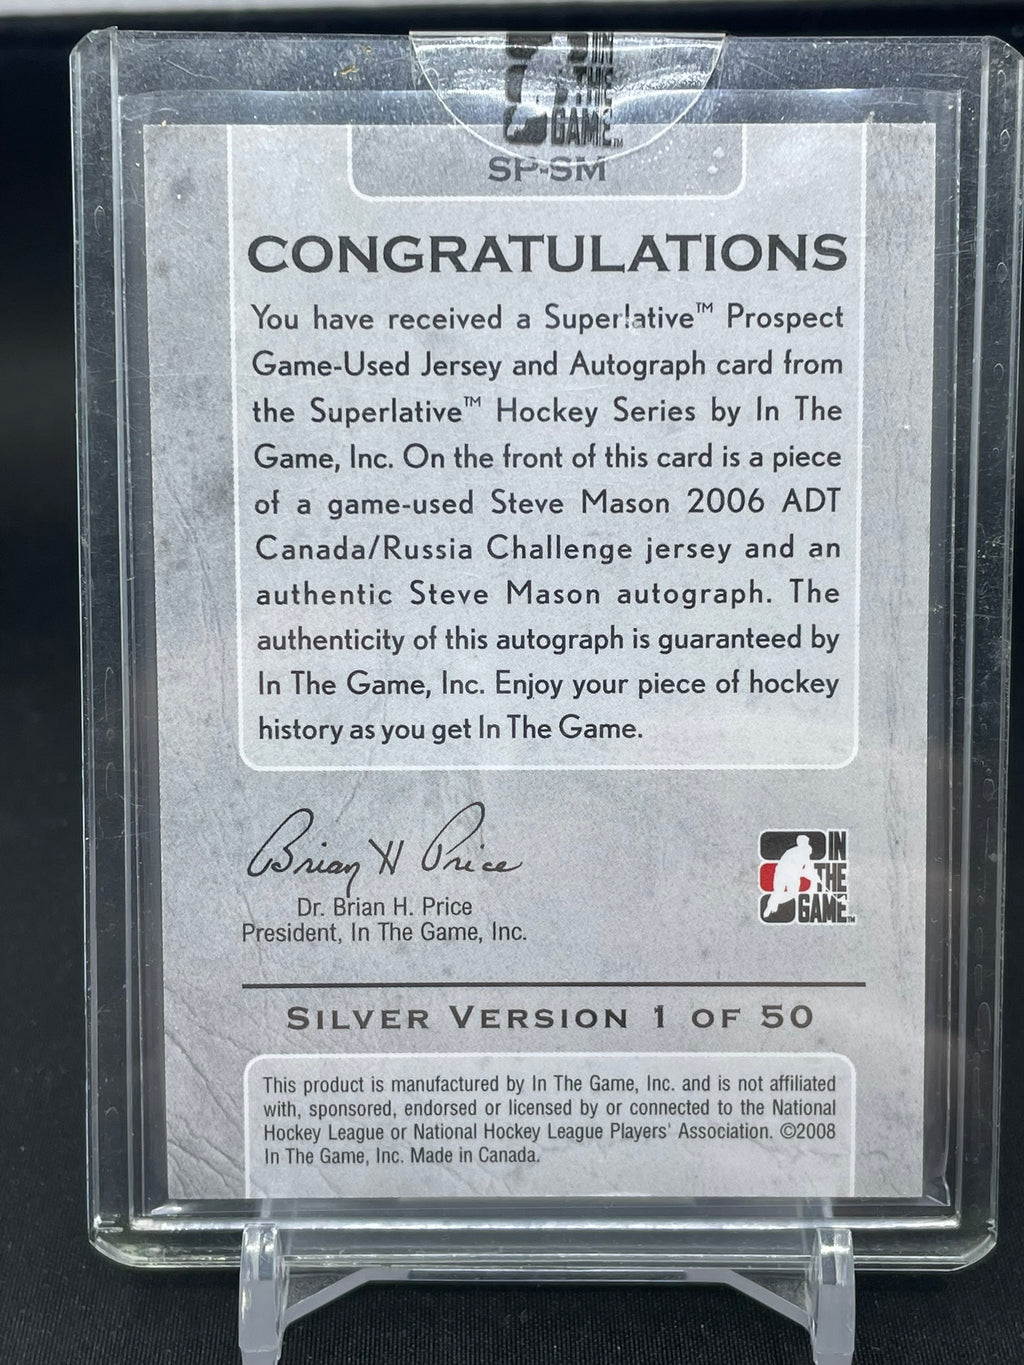 IN
THE
GAME™
SP-SM
CONGRATULATIONS
You have received a Superlative™ Prospect
Game-Used Jersey and Autograph card from
the Superlative™ Hockey Series by In The
Game, Inc. On the front of this card is a piece
of a game-used Steve Mason 2006 ADT
Canada/Russia Challenge jersey and an
authentic Steve Mason autograph. The
authenticity of this autograph is guaranteed by
In The Game, Inc. Enjoy your piece of hockey
history as you get In The Game.
Brian H Price
Dr. Brian H. Price
President, In The Game, Inc.
IN
THE
GAME™
SILVER VERSION 1 OF 50
This product is manufactured by In The Game, Inc. and is not affiliated
with, sponsored, endorsed or licensed by or connected to the National
Hockey League or National Hockey League Players' Association. ©2008
In The Game, Inc. Made in Canada.